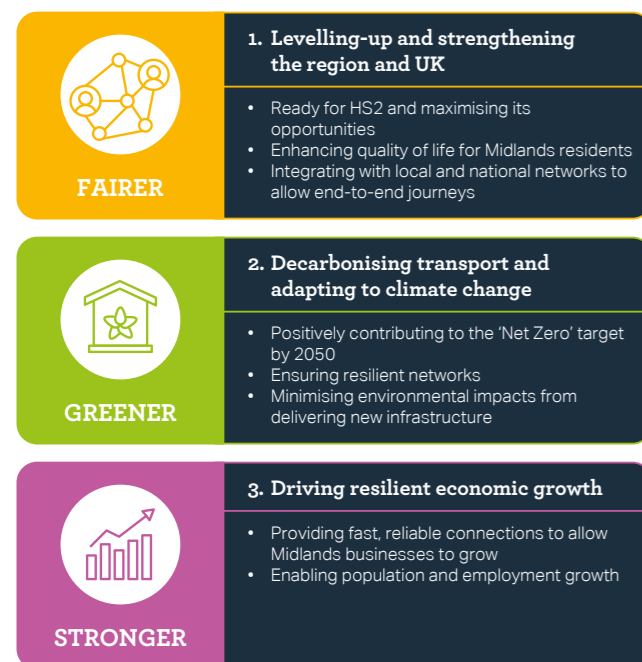 FAIRER
1. Levelling-up and strengthening
the region and UK
• Ready for HS2 and maximising its
opportunities
• Enhancing quality of life for Midlands residents
• Integrating with local and national networks to
allow end-to-end journeys
GREENER
2. Decarbonising transport and
adapting to climate change
• Positively contributing to the ‘Net Zero’ target
by 2050
• Ensuring resilient networks
• Minimising environmental impacts from
delivering new infrastructure
STRONGER
3. Driving resilient economic growth
• Providing fast, reliable connections to allow
Midlands businesses to grow
• Enabling population and employment growth